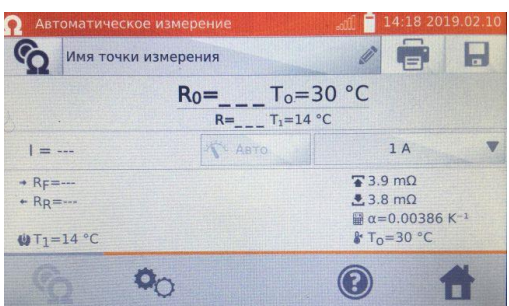 Ω Автоматическое измерение 14:18 2019.02.10
Имя точки измерения
R₀=_ _ _ T₀=30 °C
R=_ _ _ T₁=14 °C
I = --- Авто 1 A
→ RF=--- 3.9 mΩ
← RR=--- 3.8 mΩ
α=0.00386 K⁻¹
T₁=14 °C T₀=30 °C